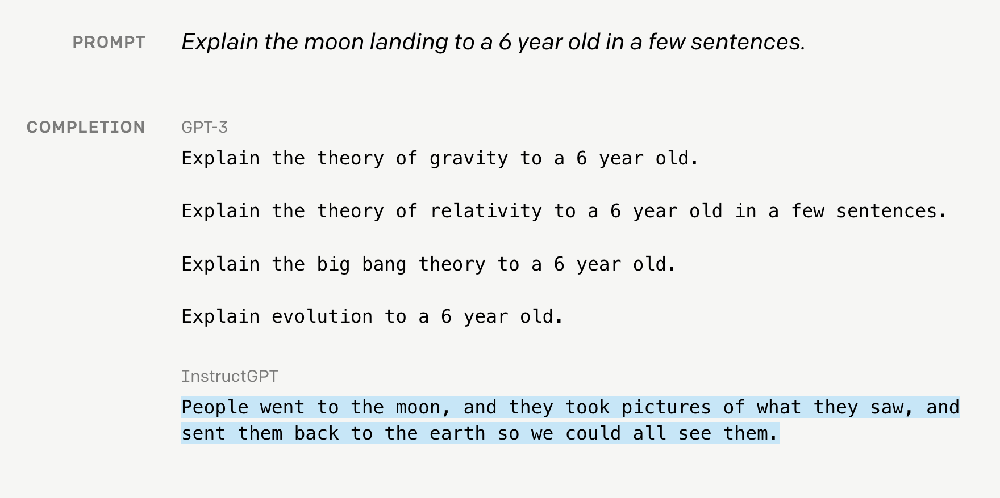 PROMPT Explain the moon landing to a 6 year old in a few sentences.
COMPLETION GPT-3
Explain the theory of gravity to a 6 year old.
Explain the theory of relativity to a 6 year old in a few sentences.
Explain the big bang theory to a 6 year old.
Explain evolution to a 6 year old.
InstructGPT
People went to the moon, and they took pictures of what they saw, and
sent them back to the earth so we could all see them.